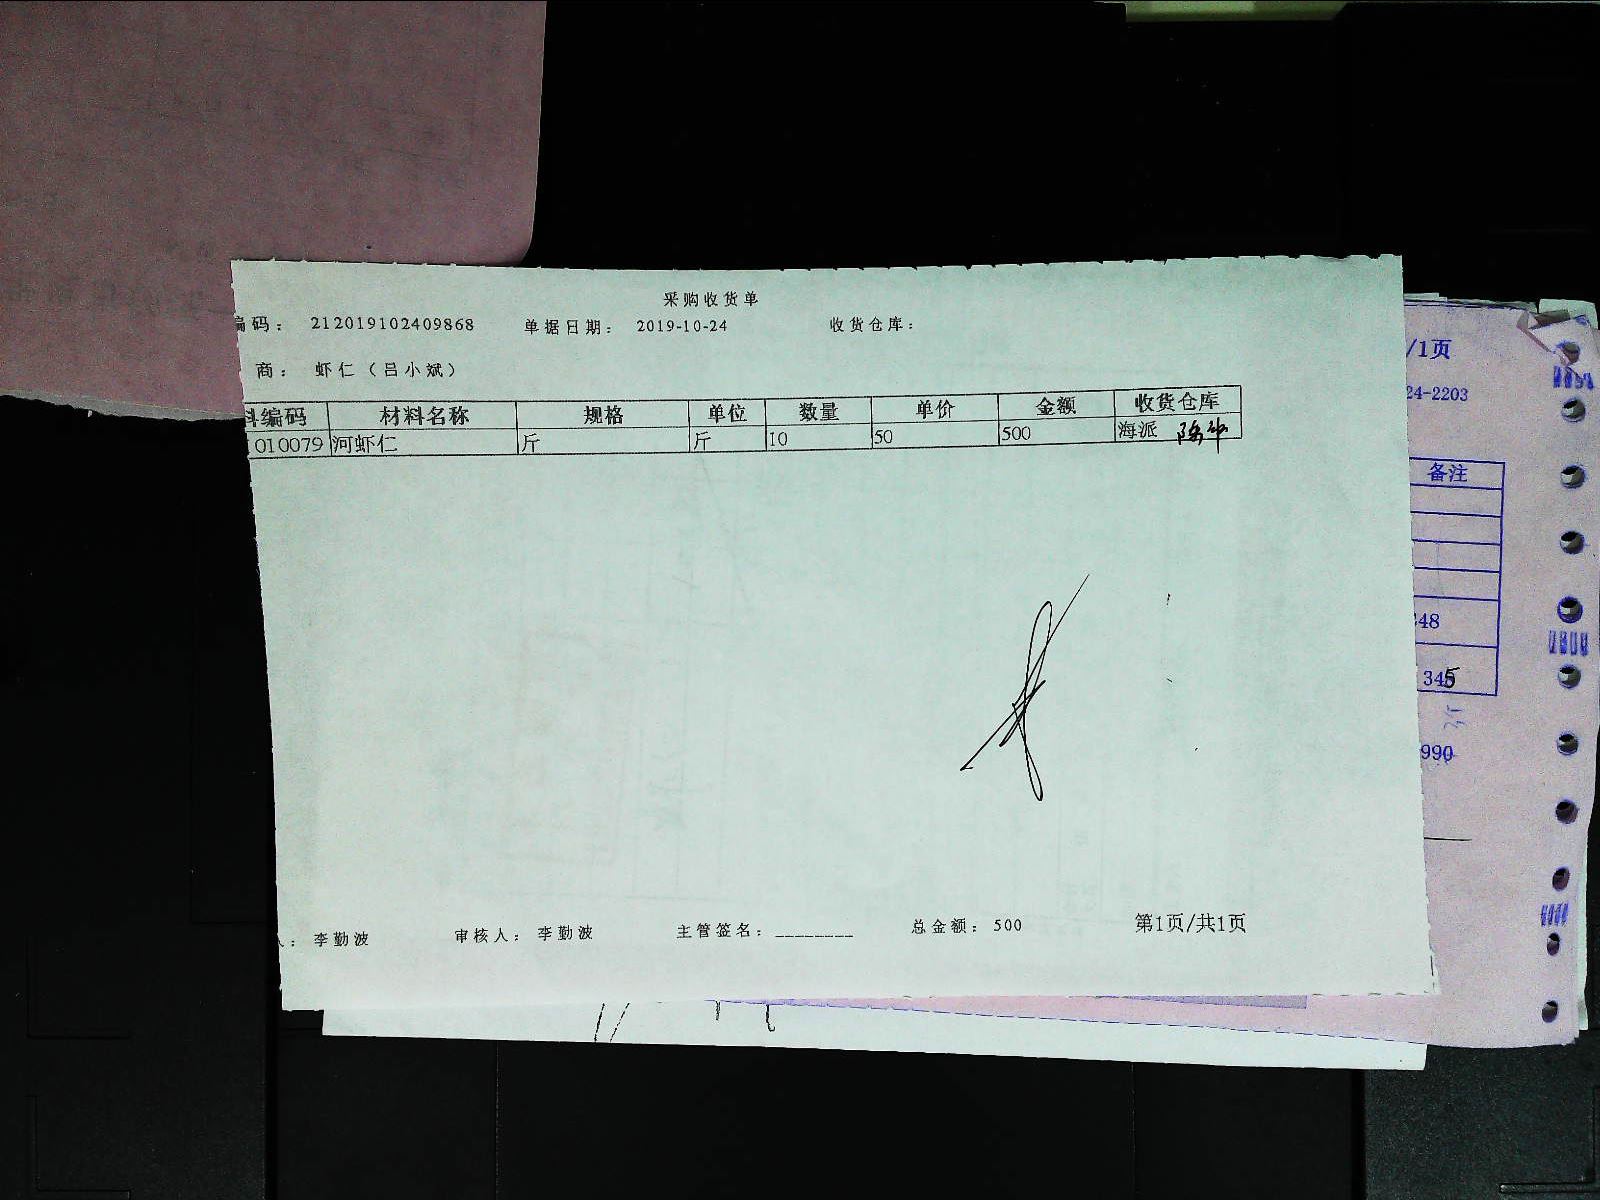 采购收货单
编码： 212019102409868 单据日期： 2019-10-24 收货仓库：
商： 虾仁（吕小斌）
料编码 材料名称 规格 单位 数量 单价 金额 收货仓库
010079 河虾仁 斤 斤 10 50 500 海派
人： 李勤波 审核人： 李勤波 主管签名：________ 总金额： 500 第1页/共1页
/1页
24-2203
备注
48
345
990